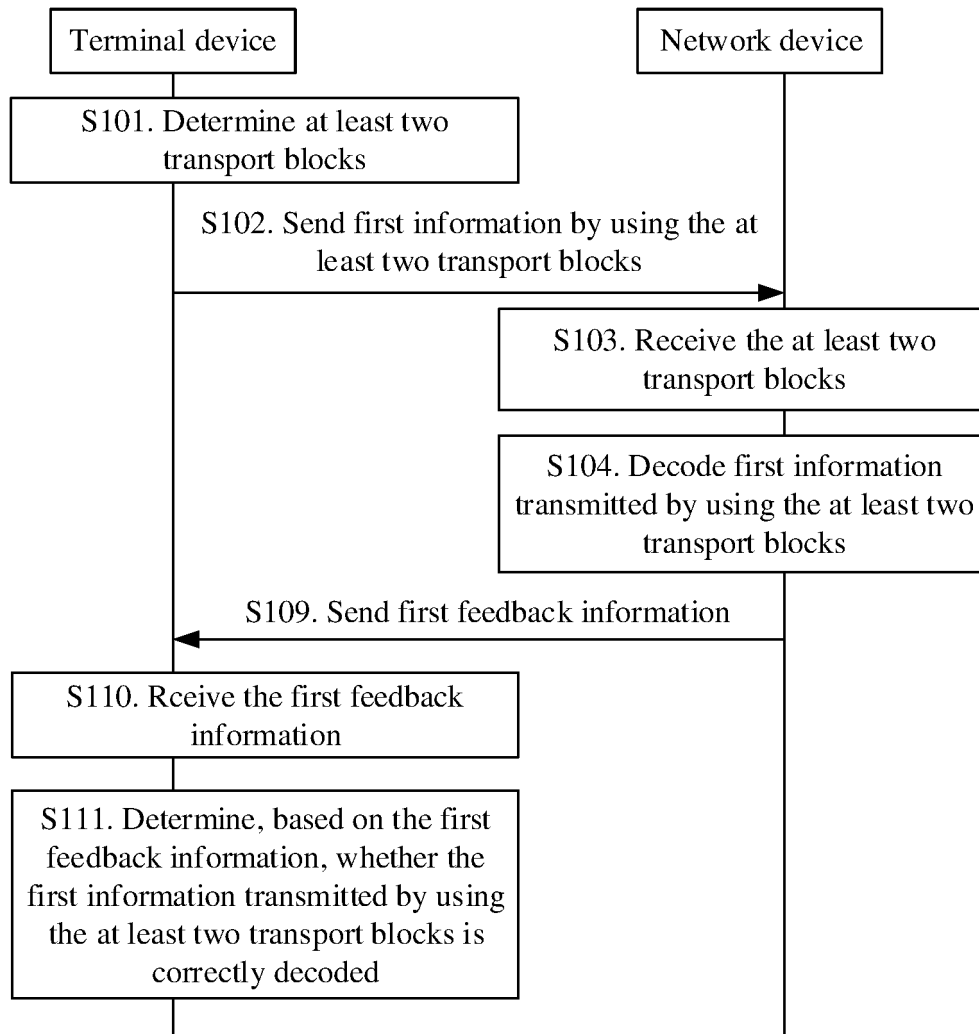 Terminal device
Network device
S101. Determine at least two
transport blocks
S102. Send first information by using the at
least two transport blocks
S103. Receive the at least two
transport blocks
S104. Decode first information
transmitted by using the at least two
transport blocks
S109. Send first feedback information
S110. Rceive the first feedback
information
S111. Determine, based on the first
feedback information, whether the
first information transmitted by using
the at least two transport blocks is
correctly decoded